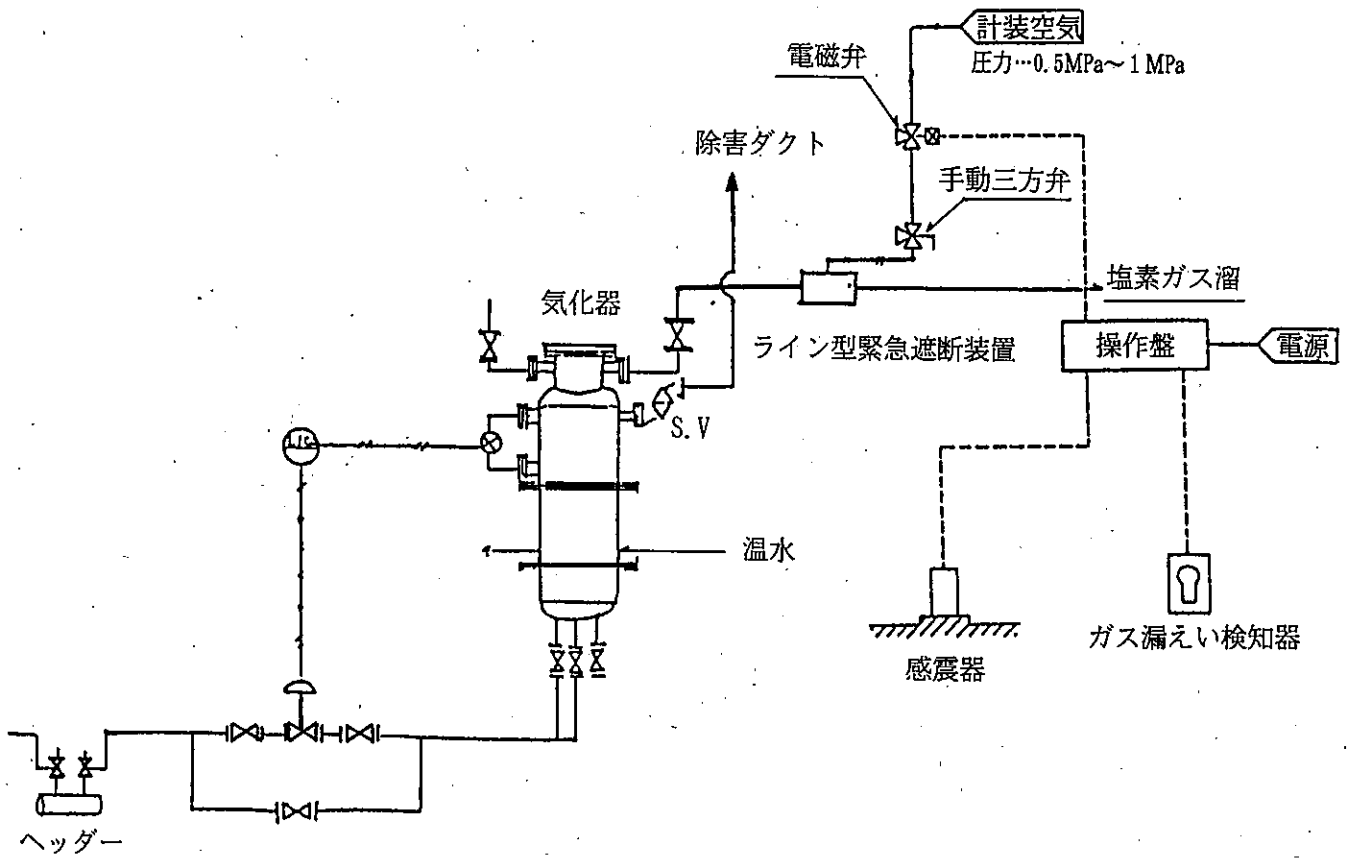 計装空気
圧力…0.5MPa~1MPa
電磁弁
除害ダクト
手動三方弁
塩素ガス溜
気化器
ライン型緊急遮断装置
操作盤
電源
S.V
温水
ガス漏えい検知器
感震器
ヘッダー